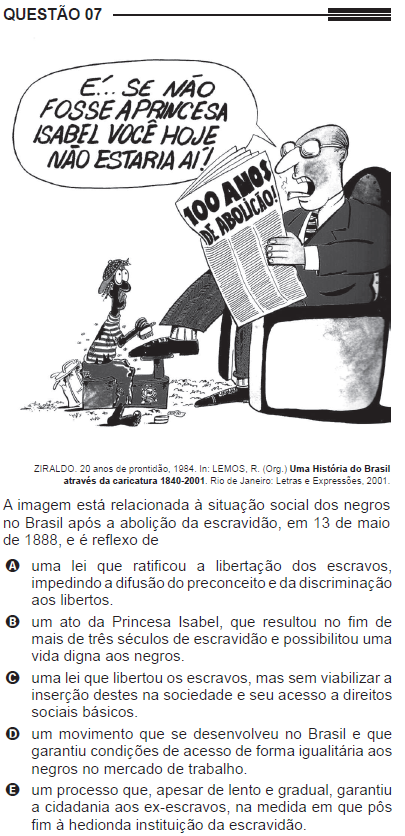 QUESTÃO 07
E'... SE NÃO
FOSSE A PRINCESA
ISABEL VOCÊ HOJE
NÃO ESTARIA AÍ!
100 ANOS
DE ABOLIÇÃO!
ZIRALDO. 20 anos de prontidão, 1984. In: LEMOS, R. (Org.) Uma História do Brasil
através da caricatura 1840-2001. Rio de Janeiro: Letras e Expressões, 2001.
A imagem está relacionada à situação social dos negros
no Brasil após a abolição da escravidão, em 13 de maio
de 1888, e é reflexo de
A uma lei que ratificou a libertação dos escravos,
impedindo a difusão do preconceito e da discriminação
aos libertos.
B um ato da Princesa Isabel, que resultou no fim de
mais de três séculos de escravidão e possibilitou uma
vida digna aos negros.
C uma lei que libertou os escravos, mas sem viabilizar a
inserção destes na sociedade e seu acesso a direitos
sociais básicos.
D um movimento que se desenvolveu no Brasil e que
garantiu condições de acesso de forma igualitária aos
negros no mercado de trabalho.
E um processo que, apesar de lento e gradual, garantiu
a cidadania aos ex-escravos, na medida em que pôs
fim à hedionda instituição da escravidão.